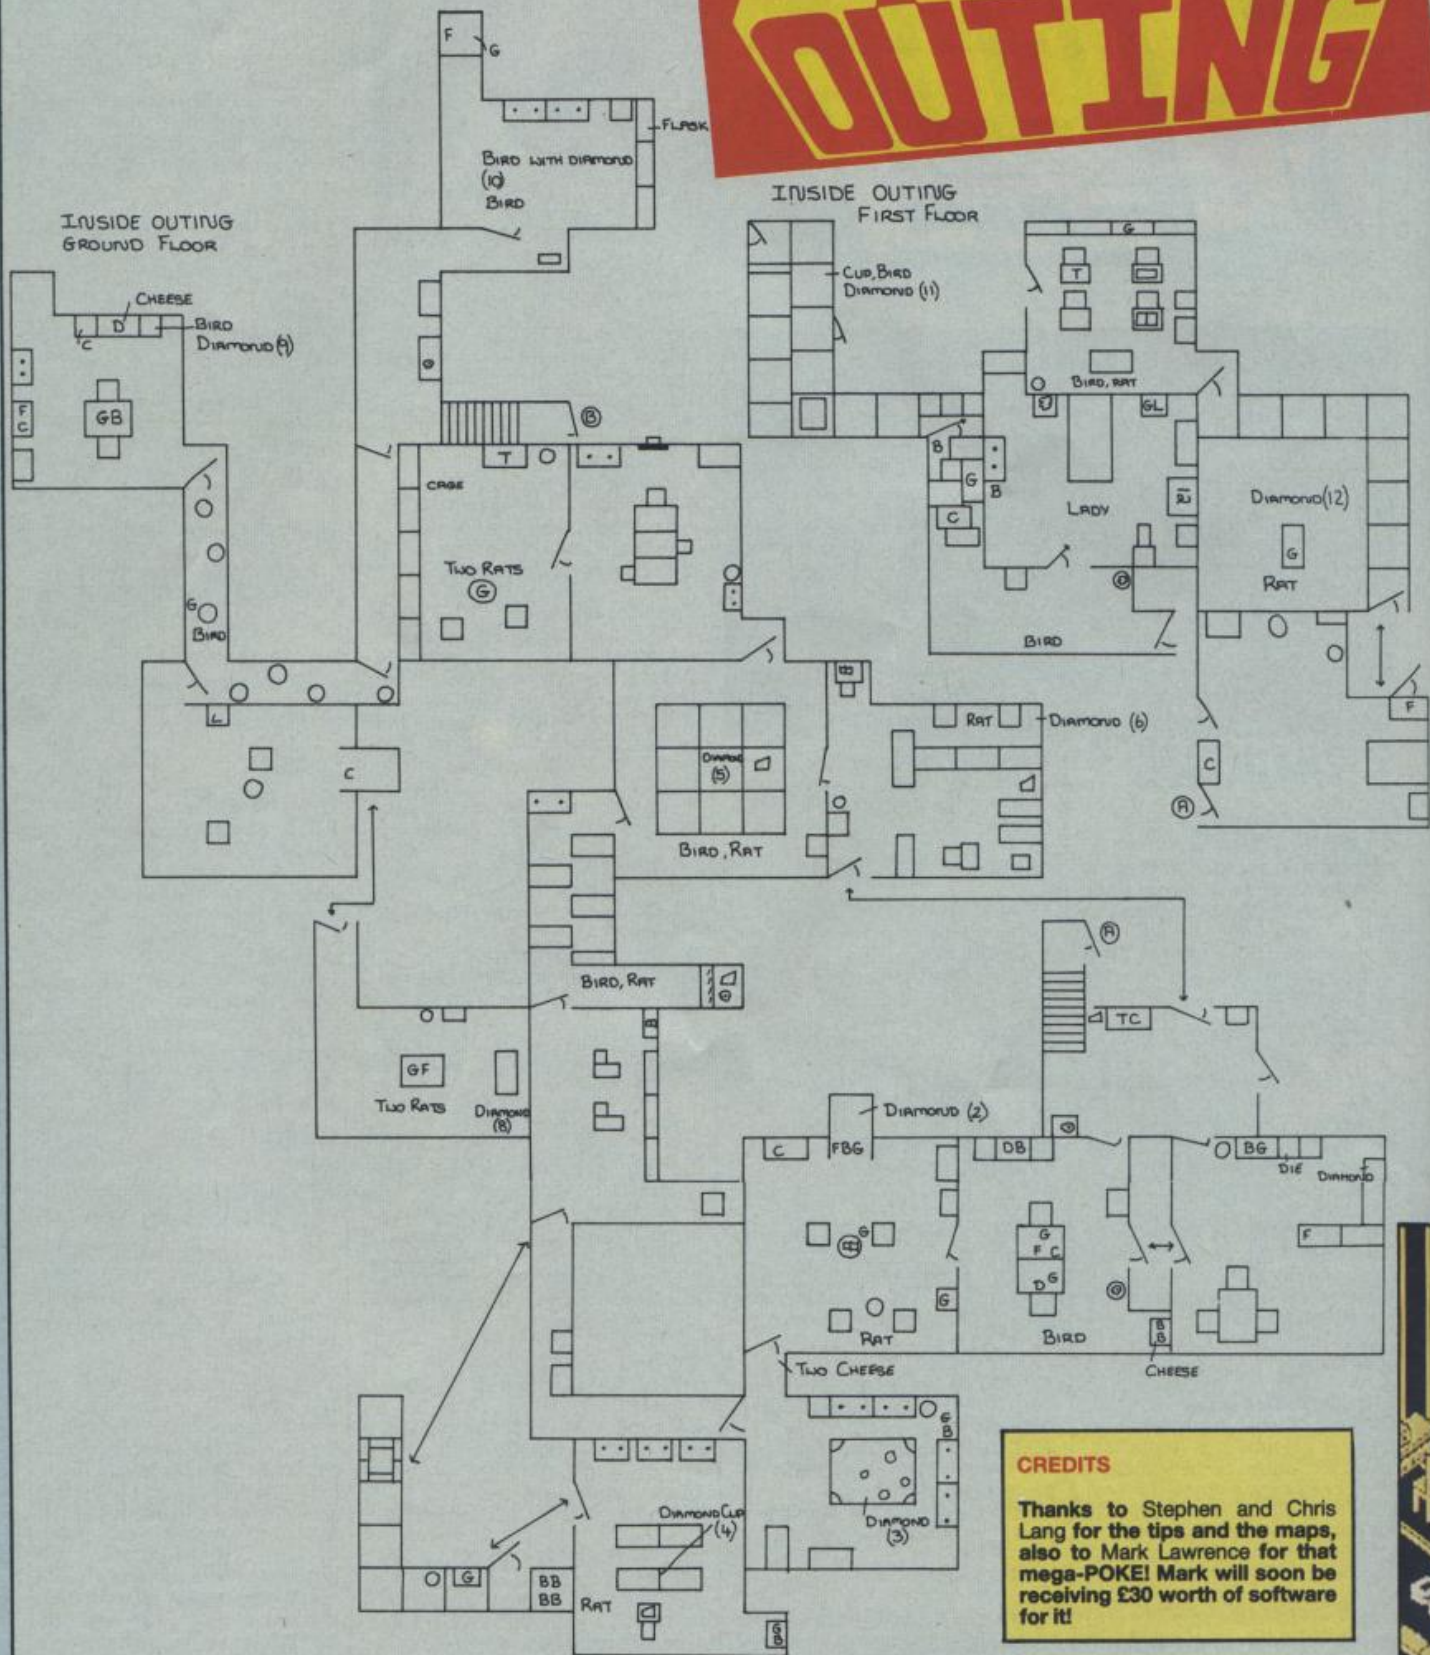 OUTING
F
G
FLASK
BIRD WITH DIAMOND
(10)
BIRD
INSIDE OUTING
GROUND FLOOR
INSIDE OUTING
FIRST FLOOR
CHEESE
D
C
BIRD
DIAMOND (9)
F
C
GB
G
BIRD
CUP, BIRD
DIAMOND (11)
G
T
BIRD, RAT
GL
B
G
B
C
LADY
DIAMOND (12)
G
RAT
BIRD
F
C
A
B
T
CAGE
TWO RATS
G
L
C
DIAMOND
(5)
BIRD, RAT
RAT
DIAMOND (6)
BIRD, RAT
A
TC
GF
TWO RATS
DIAMOND
(8)
DIAMOND (2)
C
FBG
DB
BG
DIE
DIAMOND
F
G
G
F C
D G
G
RAT
BIRD
B
B
TWO CHEESE
CHEESE
G
B
DIAMOND
(3)
DIAMOND CUP
(4)
G
BB
BB
RAT
G
B
CREDITS
Thanks to Stephen and Chris
Lang for the tips and the maps,
also to Mark Lawrence for that
mega-POKE! Mark will soon be
receiving £30 worth of software
for it!